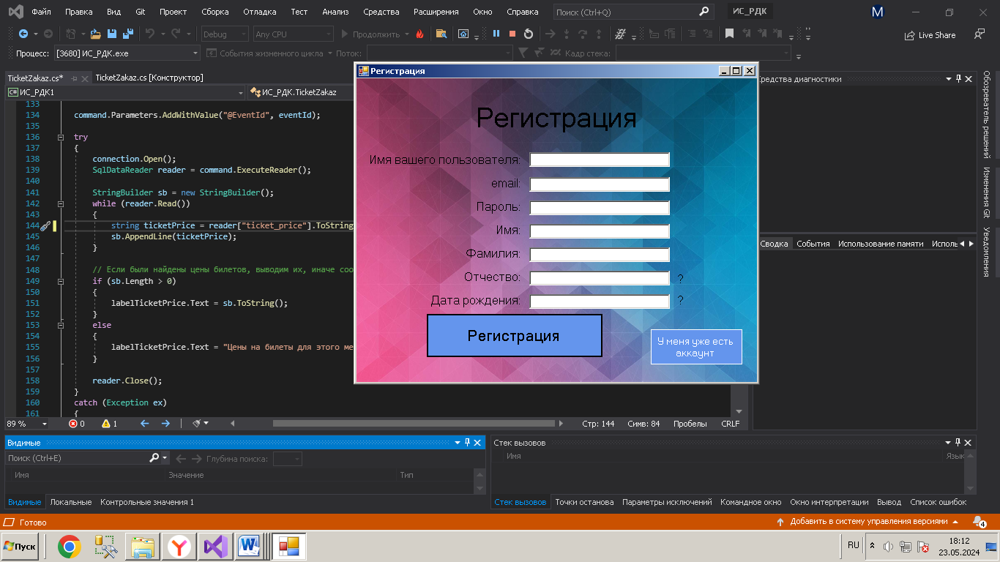 Файл Правка Вид Git Проект Сборка Отладка Тест Анализ Средства Расширения Окно Справка Поиск (Ctrl+Q) ИС_РДК M
Debug Any CPU Продолжить Live Share
Процесс: [3680] ИС_РДК.exe События жизненного цикла Поток: Кадр стека:
TicketZakaz.cs* TicketZakaz.cs [Конструктор]
C# ИС_РДК1 ИС_РДК.TicketZakaz
133
134 command.Parameters.AddWithValue("@EventId", eventId);
135
136 try
137 {
138 connection.Open();
139 SqlDataReader reader = command.ExecuteReader();
140
141 StringBuilder sb = new StringBuilder();
142 while (reader.Read())
143 {
144 string ticketPrice = reader["ticket_price"].ToString
145 sb.AppendLine(ticketPrice);
146 }
147
148 // Если были найдены цены билетов, выводим их, иначе соо
149 if (sb.Length > 0)
150 {
151 labelTicketPrice.Text = sb.ToString();
152 }
153 else
154 {
155 labelTicketPrice.Text = "Цены на билеты для этого ме
156 }
157
158 reader.Close();
159 }
160 catch (Exception ex)
161 {
89 % 0 1 Стр: 144 Симв: 84 Пробелы CRLF
Регистрация
Регистрация
Имя вашего пользователя:
email:
Пароль:
Имя:
Фамилия:
Отчество: ?
Дата рождения: ?
Регистрация
У меня уже есть
аккаунт
редства диагностики
Сводка События Использование памяти Исполь
Обозреватель решений
Изменения Git
Уведомления
Видимые
Поиск (Ctrl+E) Глубина поиска:
Имя Значение Тип
Видимые Локальные Контрольные значения 1
Стек вызовов
Имя Язык
Стек вызовов Точки останова Параметры исключений Командное окно Окно интерпретации Вывод Список ошибок
Готово Добавить в систему управления версиями 4
Пуск RU 18:12
23.05.2024